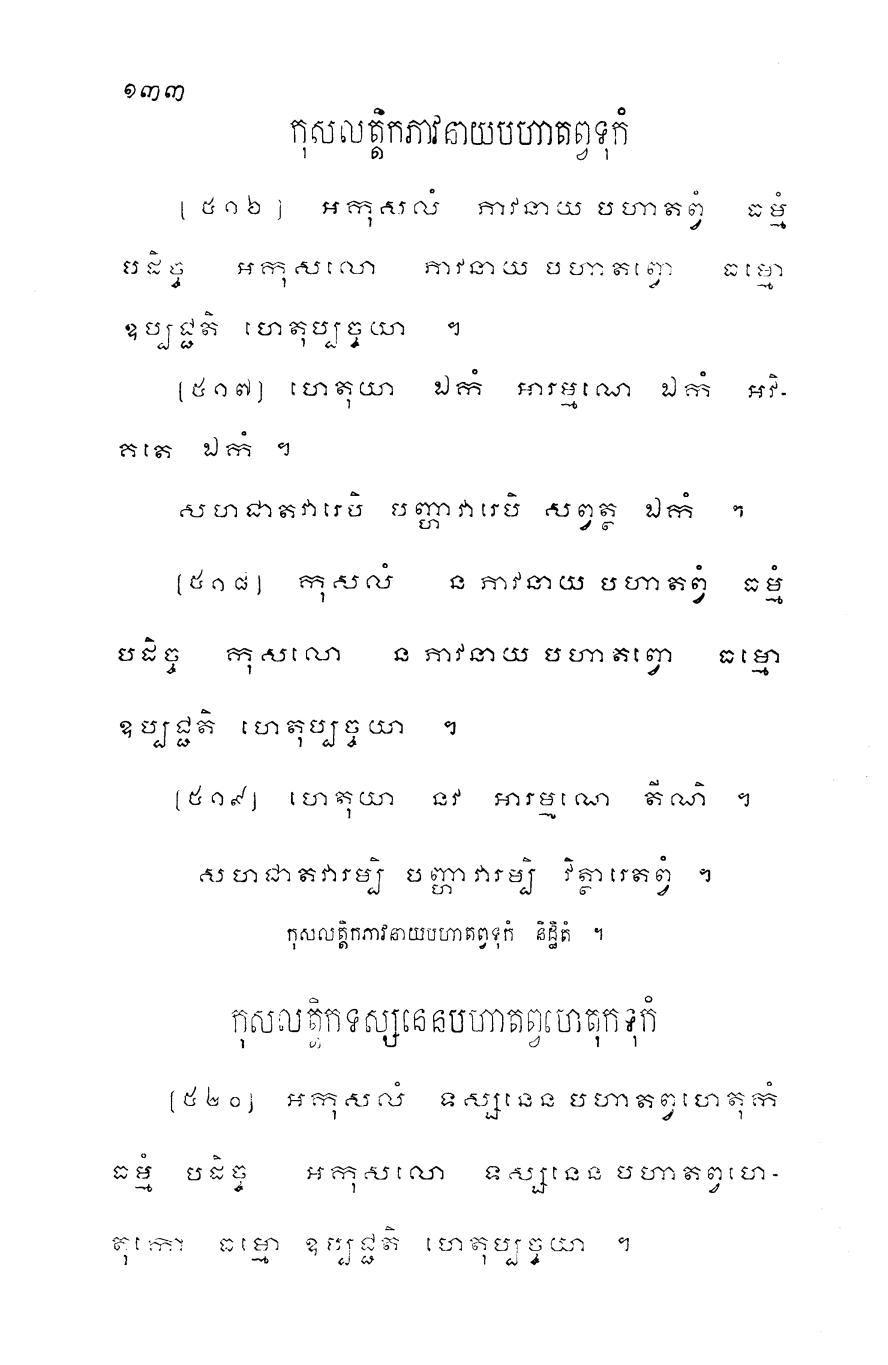 ១៣៣
កុសលត្តិកភាវនាយបហាតព្វទុកំ
[៥១៦] អកុសលំ ភាវនាយ បហាតព្វំ ធម្មំ
បដិច្ច អកុសលោ ភាវនាយ បហាតព្វោ ធម្មោ
ឧប្បជ្ជតិ ហេតុប្បច្ចយា ។
[៥១៧] ហេតុយា ឯកំ អារម្មណេ ឯកំ អវិ-
គតេ ឯកំ ។
សហជាតវារេបិ បញ្ហាវារេបិ សព្វត្ថ ឯកំ ។
[៥១៨] កុសលំ ន ភាវនាយ បហាតព្វំ ធម្មំ
បដិច្ច កុសលោ ន ភាវនាយ បហាតព្វោ ធម្មោ
ឧប្បជ្ជតិ ហេតុប្បច្ចយា ។
[៥១៩] ហេតុយា នវ អារម្មណេ តីណិ ។
សហជាតវារម្បិ បញ្ហាវារម្បិ វិត្ថារេតព្វំ ។
កុសលត្តិកភាវនាយបហាតព្វទុកំ និដ្ឋិតំ ។
កុសលត្តិកទស្សនេនបហាតព្វហេតុកទុកំ
[៥២០] អកុសលំ ទស្សនេន បហាតព្វហេតុកំ
ធម្មំ បដិច្ច អកុសលោ ទស្សនេន បហាតព្វហេ-
តុកោ ធម្មោ ឧប្បជ្ជតិ ហេតុប្បច្ចយា ។